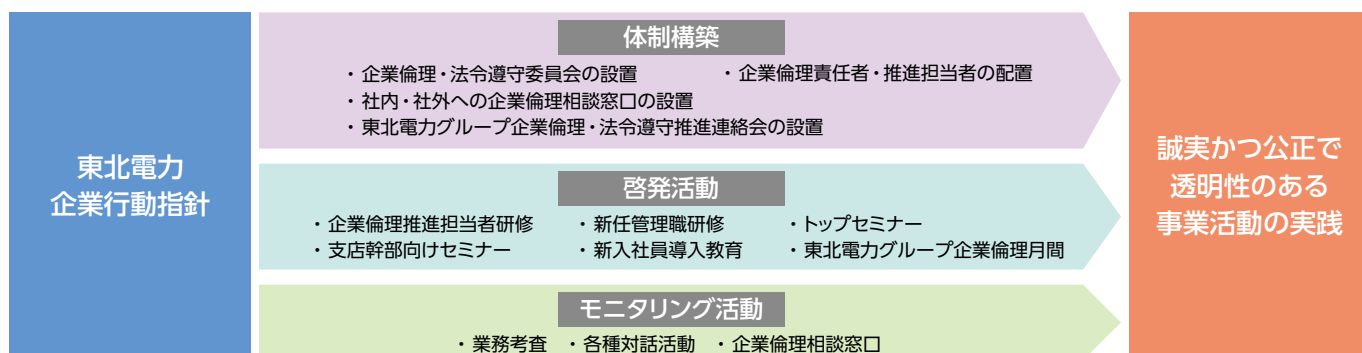 東北電力
企業行動指針
体制構築
・企業倫理・法令遵守委員会の設置 ・企業倫理責任者・推進担当者の配置
・社内・社外への企業倫理相談窓口の設置
・東北電力グループ企業倫理・法令遵守推進連絡会の設置
啓発活動
・企業倫理推進担当者研修 ・新任管理職研修 ・トップセミナー
・支店幹部向けセミナー ・新入社員導入教育 ・東北電力グループ企業倫理月間
モニタリング活動
・業務考査 ・各種対話活動 ・企業倫理相談窓口
誠実かつ公正で
透明性のある
事業活動の実践